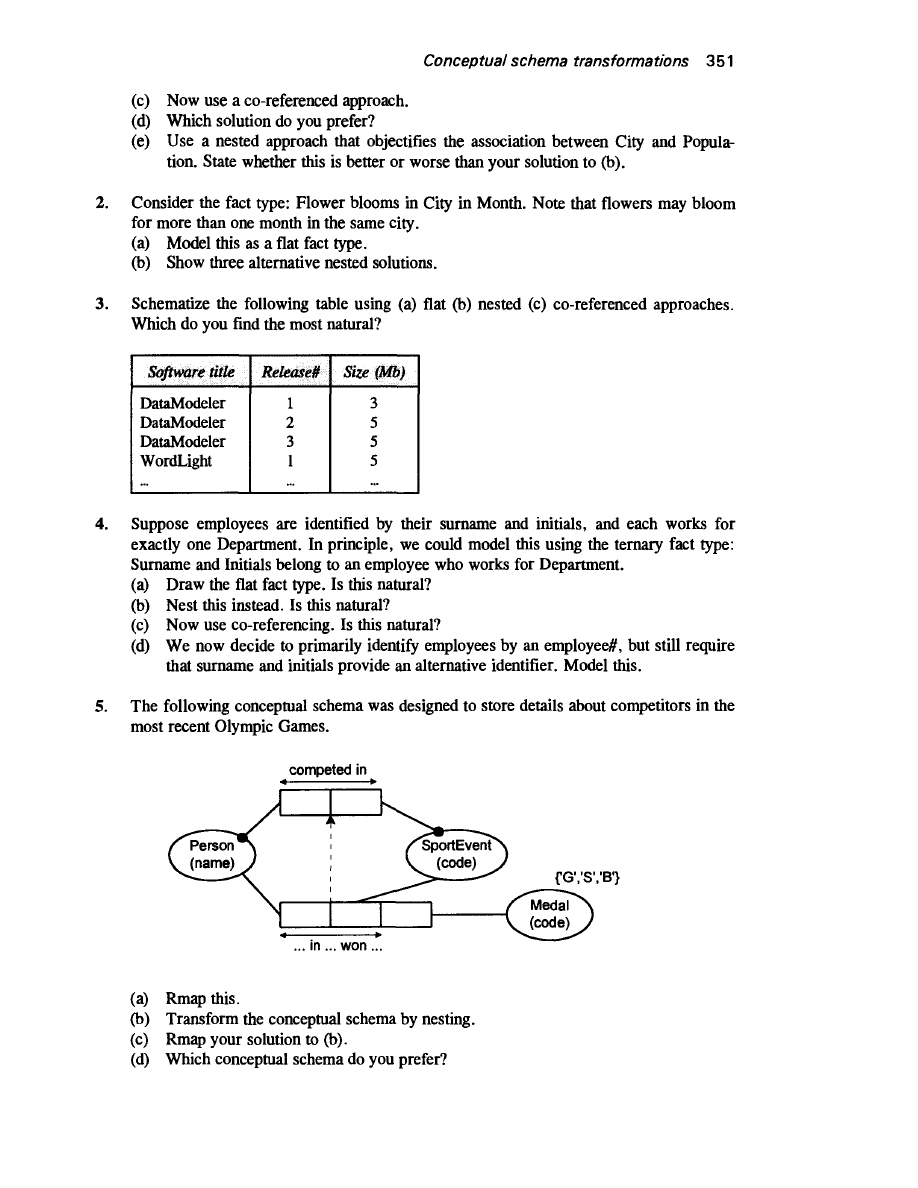 Conceptual schema transformations 351
(c) Now use a co-referenced approach.
(d) Which solution do you prefer?
(e) Use a nested approach that objectifies the association between City and Popula-
tion. State whether this is better or worse than your solution to (b).
2. Consider the fact type: Flower blooms in City in Month. Note that flowers may bloom
for more than one month in the same city.
(a) Model this as a flat fact type.
(b) Show three alternative nested solutions.
3. Schematize the following table using (a) flat (b) nested (c) co-referenced approaches.
Which do you find the most natural?
Software title Release# Size (Mb)
DataModeler 1 3
DataModeler 2 5
DataModeler 3 5
WordLight 1 5
... ... ...
4. Suppose employees are identified by their surname and initials, and each works for
exactly one Department. In principle, we could model this using the ternary fact type:
Surname and Initials belong to an employee who works for Department.
(a) Draw the flat fact type. Is this natural?
(b) Nest this instead. Is this natural?
(c) Now use co-referencing. Is this natural?
(d) We now decide to primarily identify employees by an employee#, but still require
that surname and initials provide an alternative identifier. Model this.
5. The following conceptual schema was designed to store details about competitors in the
most recent Olympic Games.
competed in
Person
(name)
SportEvent
(code)
{'G','S','B'}
Medal
(code)
... in ... won ...
(a) Rmap this.
(b) Transform the conceptual schema by nesting.
(c) Rmap your solution to (b).
(d) Which conceptual schema do you prefer?